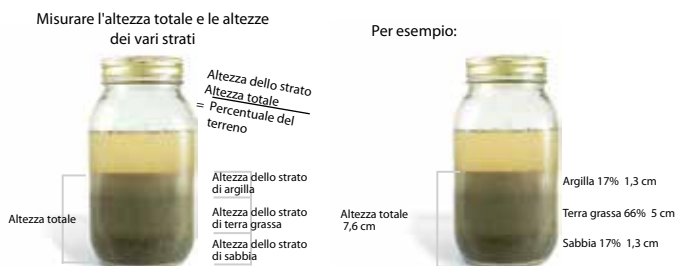 Misurare l'altezza totale e le altezze
dei vari strati
Altezza dello strato
Altezza totale
= Percentuale del
terreno
Altezza totale
Altezza dello strato
di argilla
Altezza dello strato
di terra grassa
Altezza dello strato
di sabbia
Per esempio:
Altezza totale
7,6 cm
Argilla 17% 1,3 cm
Terra grassa 66% 5 cm
Sabbia 17% 1,3 cm